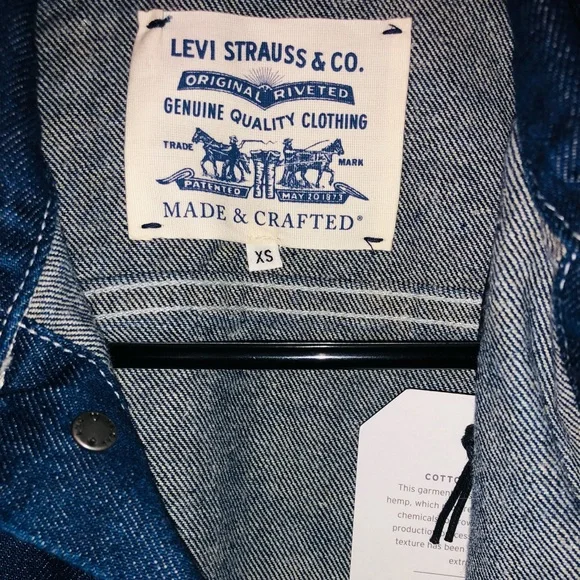 LEVI STRAUSS & CO.
ORIGINAL RIVETED
GENUINE QUALITY CLOTHING
TRADE MARK
PATENTED MAY 20 1873
MADE & CRAFTED®
XS
This garment
hemp, which
texture has been